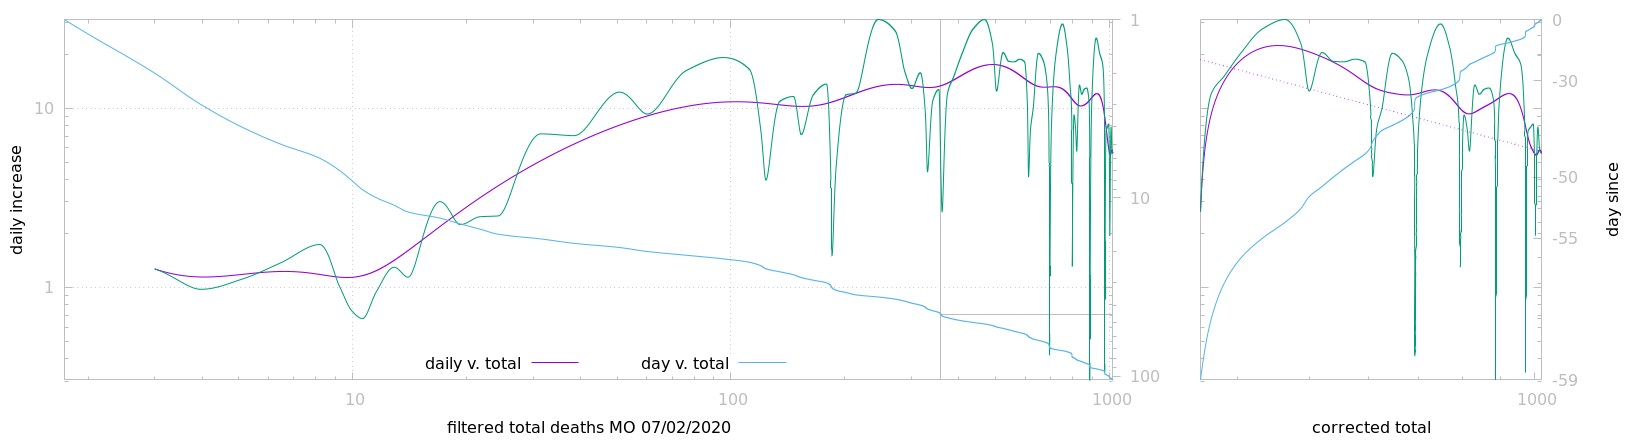 daily increase
10
1
daily v. total
day v. total
10
100
1000
filtered total deaths MO 07/02/2020
1
10
100
0
-30
-50
-55
-59
day since
1000
corrected total